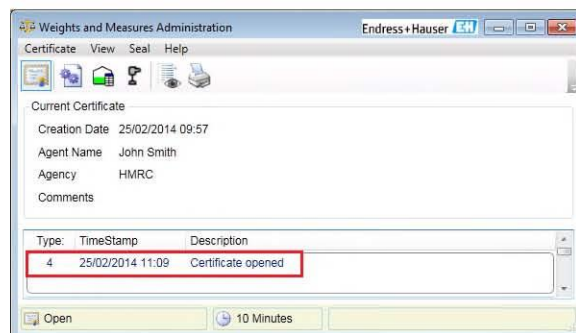 Weights and Measures Administration
Endress+Hauser EH
Certificate View Seal Help
Current Certificate
Creation Date 25/02/2014 09:57
Agent Name John Smith
Agency HMRC
Comments
Type: TimeStamp Description
4 25/02/2014 11:09 Certificate opened
Open 10 Minutes